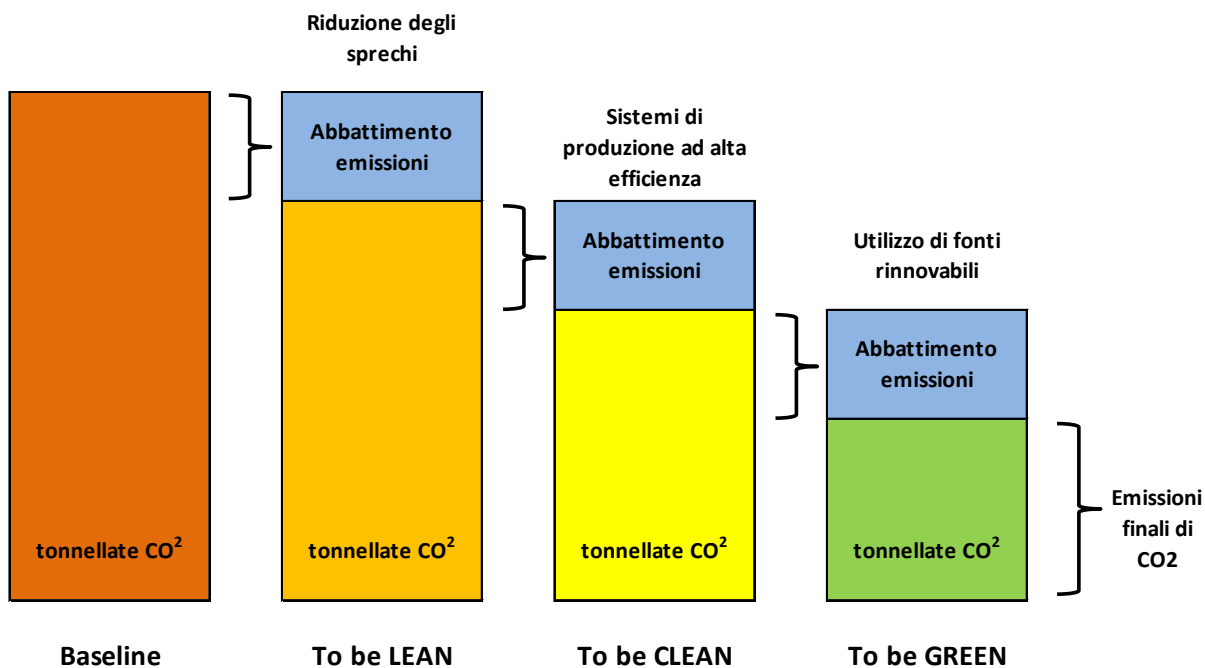 Riduzione degli
sprechi
Abbattimento
emissioni
Sistemi di
produzione ad alta
efficienza
Abbattimento
emissioni
Utilizzo di fonti
rinnovabili
Abbattimento
emissioni
tonnellate CO²
tonnellate CO²
tonnellate CO²
tonnellate CO²
Emissioni
finali di
CO2
Baseline
To be LEAN
To be CLEAN
To be GREEN